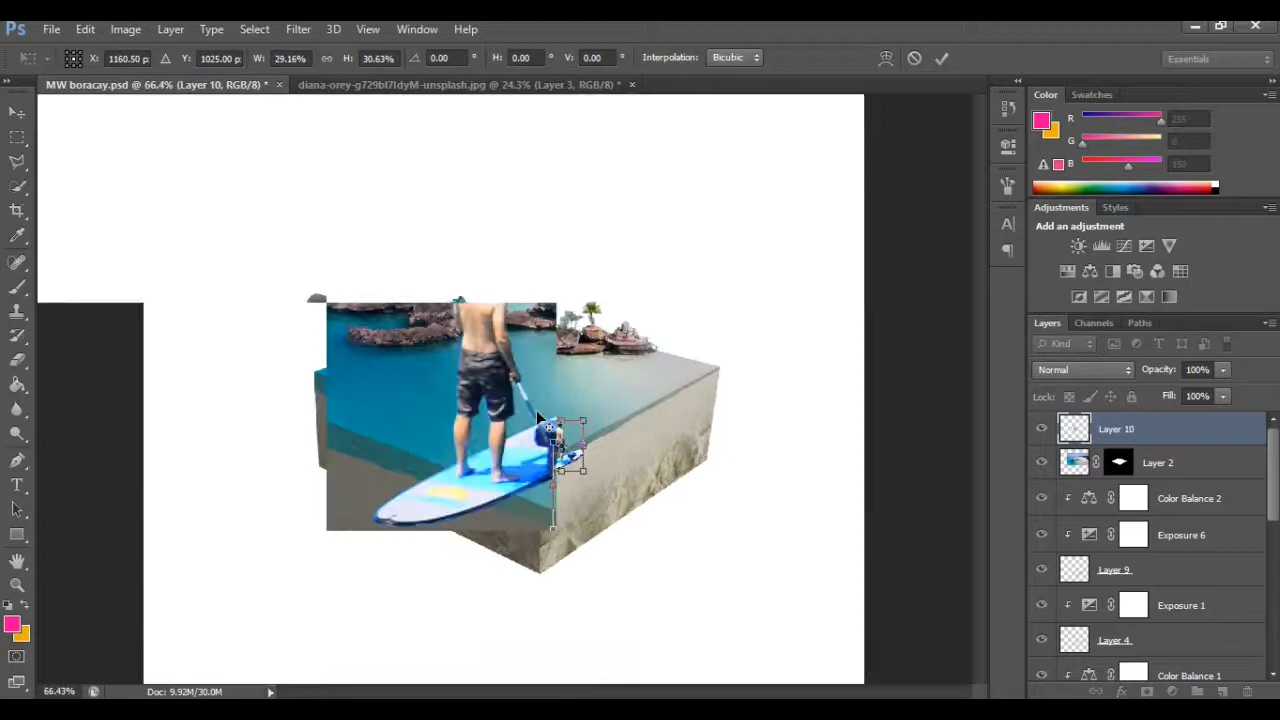 Ps File Edit Image Layer Type Select Filter 3D View Window Help
X: 1160.50 p: Y: 1025.00 p: W: 29.16% H: 30.63% 0.00 ° H: 0.00 ° V: 0.00 ° Interpolation: Bicubic Essentials
MW boracay.psd @ 66.4% (Layer 10, RGB/8) * × diana-orey-g729bI7IdyM-unsplash.jpg @ 24.3% (Layer 3, RGB/8) * ×
Color Swatches
R 255
G 0
B 150
Adjustments Styles
Add an adjustment
Layers Channels Paths
Kind
Normal Opacity: 100%
Lock: Fill: 100%
Layer 10
Layer 2
Color Balance 2
Exposure 6
Layer 9
Exposure 1
Layer 4
Color Balance 1
66.43% Doc: 9.92M/30.0M